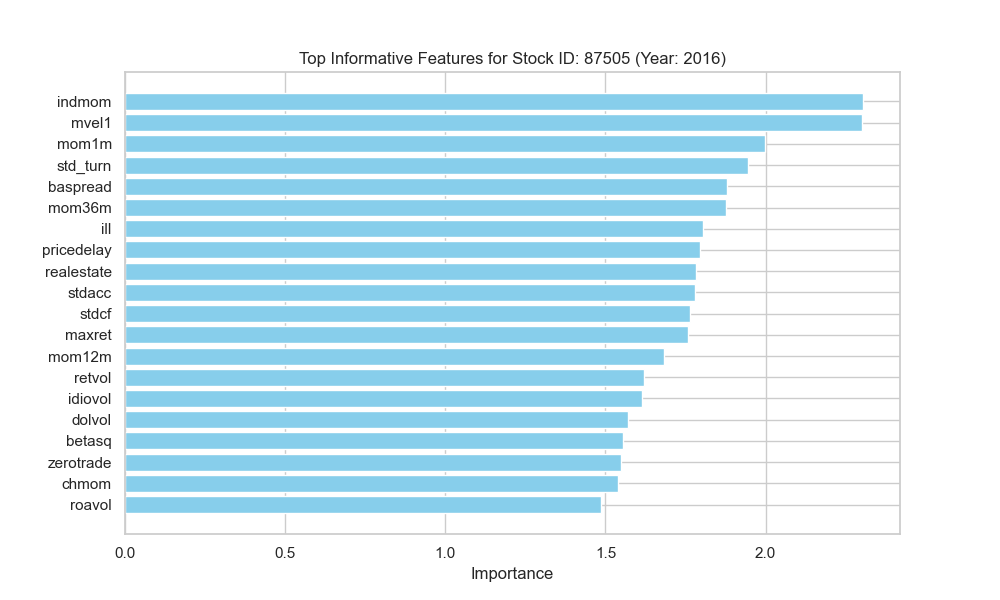 Top Informative Features for Stock ID: 87505 (Year: 2016)
indmom
mvel1
mom1m
std_turn
baspread
mom36m
ill
pricedelay
realestate
stdacc
stdcf
maxret
mom12m
retvol
idiovol
dolvol
betasq
zerotrade
chmom
roavol
0.0 0.5 1.0 1.5 2.0
Importance